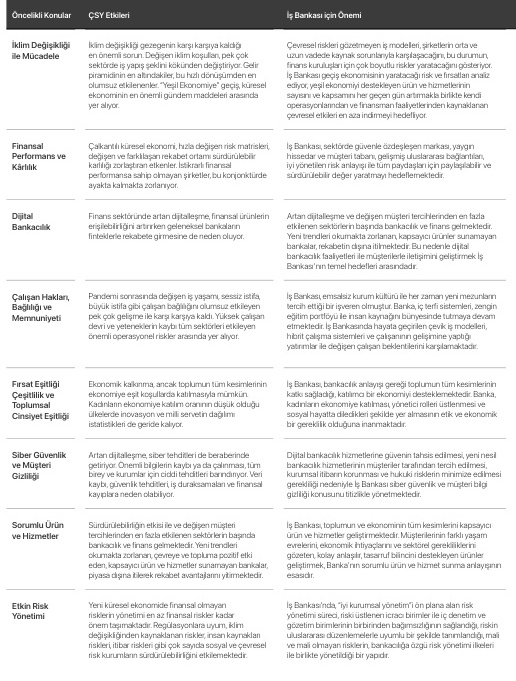 Öncelikli Konular
ÇSY Etkileri
İş Bankası için Önemi
İklim Değişikliği
ile Mücadele
İklim değişikliği gezegenin karşı karşıya kaldığı
en önemli sorun. Değişen iklim koşulları, pek çok
sektörde iş yapış şeklini kökünden değiştiriyor. Gelir
piramidinin en altındakiler, bu hızlı dönüşümden en
olumsuz etkilenenler. "Yeşil Ekonomiye" geçiş, küresel
ekonominin en önemli gündem maddeleri arasında
yer alıyor.
Çevresel riskleri gözetmeyen iş modelleri, şirketlerin orta ve
uzun vadede kaynak sorunlarıyla karşılaşacağını, bu durumun,
finans kuruluşları için çok boyutlu riskler yaratacağını gösteriyor.
İş Bankası geçiş ekonomisinin yaratacağı risk ve fırsatları analiz
ediyor, yeşil ekonomiyi destekleyen ürün ve hizmetlerinin
sayısını ve kapsamını her geçen gün artırmakla birlikte kendi
operasyonlarından ve finansman faaliyetlerinden kaynaklanan
çevresel etkileri en aza indirmeyi hedefliyor.
Finansal
Performans ve
Kârlılık
Çalkantılı küresel ekonomi, hızla değişen risk matrisleri,
değişen ve farklılaşan rekabet ortamı sürdürülebilir
karlılığı zorlaştıran etkenler. İstikrarlı finansal
performansa sahip olmayan şirketler, bu konjonktürde
ayakta kalmakta zorlanıyor.
İş Bankası, sektörde güvenle özdeşleşen markası, yaygın
hissedar ve müşteri tabanı, gelişmiş uluslararası bağlantıları,
iyi yönetilen risk anlayışı ile tüm paydaşları için paylaşılabilir ve
sürdürülebilir değer yaratmayı hedeflemektedir.
Dijital
Bankacılık
Finans sektöründe artan dijitalleşme, finansal ürünlerin
erişilebilirliğini artırırken geleneksel bankaların
finteklerle rekabete girmesine de neden oluyor.
Artan dijitalleşme ve değişen müşteri tercihlerinden en fazla
etkilenen sektörlerin başında bankacılık ve finans gelmektedir.
Yeni trendleri okumakta zorlanan, kapsayıcı ürünler sunamayan
bankalar, rekabetin dışına itilmektedir. Bu nedenle dijital
bankacılık faaliyetleri ile müşterilerle iletişimini geliştirmek İş
Bankası'nın temel hedefleri arasındadır.
Çalışan Hakları,
Bağlılığı ve
Memnuniyeti
Pandemi sonrasında değişen iş yaşamı, sessiz istifa,
büyük istifa gibi çalışan bağlılığını olumsuz etkileyen
pek çok gelişme ile karşı karşıya kaldı. Yüksek çalışan
devri ve yeteneklerin kaybı tüm sektörleri etkileyen
önemli operasyonel riskler arasında yer alıyor.
İş Bankası, emsalsiz kurum kültürü ile her zaman yeni mezunların
tercih ettiği bir işveren olmuştur. Banka, iç terfi sistemleri, zengin
eğitim portföyü ile insan kaynağını bünyesinde tutmaya devam
etmektedir. İş Bankasında hayata geçirilen çevik iş modelleri,
hibrit çalışma sistemleri ve çalışanının gelişimine yaptığı
yatırımlar ile değişen çalışan beklentilerini karşılamaktadır.
Fırsat Eşitliği
Çeşitlilik ve
Toplumsal
Cinsiyet Eşitliği
Ekonomik kalkınma, ancak toplumun tüm kesimlerinin
ekonomiye eşit koşullarda katılmasıyla mümkün.
Kadınların ekonomiye katılım oranının düşük olduğu
ülkelerde inovasyon ve milli servetin dağılımı
istatistikleri de geride kalıyor.
İş Bankası, bankacılık anlayışı gereği toplumun tüm kesimlerinin
katkı sağladığı, katılımcı bir ekonomiyi desteklemektedir. Banka,
kadınların ekonomiye katılması, yönetici rolleri üstlenmesi ve
sosyal hayatta diledikleri şekilde yer almasının etik ve ekonomik
bir gereklilik olduğuna inanmaktadır.
Siber Güvenlik
ve Müşteri
Gizliliği
Artan dijitalleşme, siber tehditleri de beraberinde
getiriyor. Önemli bilgilerin kaybı ya da çalınması, tüm
birey ve kurumlar için ciddi tehditleri barındırıyor. Veri
kaybı, güvenlik tehditleri, iş duraksamaları ve finansal
kayıplara neden olabiliyor.
Dijital bankacılık hizmetlerine güvenin tahsis edilmesi, yeni nesil
bankacılık hizmetlerinin müşteriler tarafından tercih edilmesi,
kurumsal itibarın korunması ve hukuki risklerin minimize edilmesi
gerekliliği nedeniyle İş Bankası siber güvenlik ve müşteri bilgi
gizliliği konusunu titizlikle yönetmektedir.
Sorumlu Ürün
ve Hizmetler
Sürdürülebilirliğin etkisi ile ve değişen müşteri
tercihlerinden en fazla etkilenen sektörlerin başında
bankacılık ve finans gelmektedir. Yeni trendleri
okumakta zorlanan, çevreye ve topluma pozitif etki
eden, kapsayıcı ürün ve hizmetler sunamayan bankalar,
piyasa dışına itilerek rekabet avantajlarını yitirmektedir.
İş Bankası, toplumun ve ekonominin tüm kesimlerini kapsayıcı
ürün ve hizmetler geliştirmektedir. Müşterilerinin farklı yaşam
evrelerini, ekonomik ihtiyaçlarını ve sektörel gerekliliklerini
gözeten, kolay anlaşılır, tasarruf bilincini destekleyen ürünler
geliştirmek, Banka'nın sorumlu ürün ve hizmet sunma anlayışının
esasıdır.
Etkin Risk
Yönetimi
Yeni küresel ekonomide finansal olmayan
risklerin yönetimi en az finansal riskler kadar
önem taşımaktadır. Regülasyonlara uyum, iklim
değişikliğinden kaynaklanan riskler, insan kaynakları
riskleri, itibar riskleri gibi çok sayıda sosyal ve çevresel
risk kurumların sürdürülebilirliğini etkilemektedir.
İş Bankası'nda, "iyi kurumsal yönetim"i ön plana alan risk
yönetimi süreci, riski üstlenen icracı birimler ile iç denetim ve
gözetim birimlerinin birbirinden bağımsızlığının sağlandığı, riskin
uluslararası düzenlemelerle uyumlu bir şekilde tanımlandığı, mali
ve mali olmayan risklerin, bankacılığa özgü risk yönetimi ilkeleri
ile birlikte yönetildiği bir yapıdır.